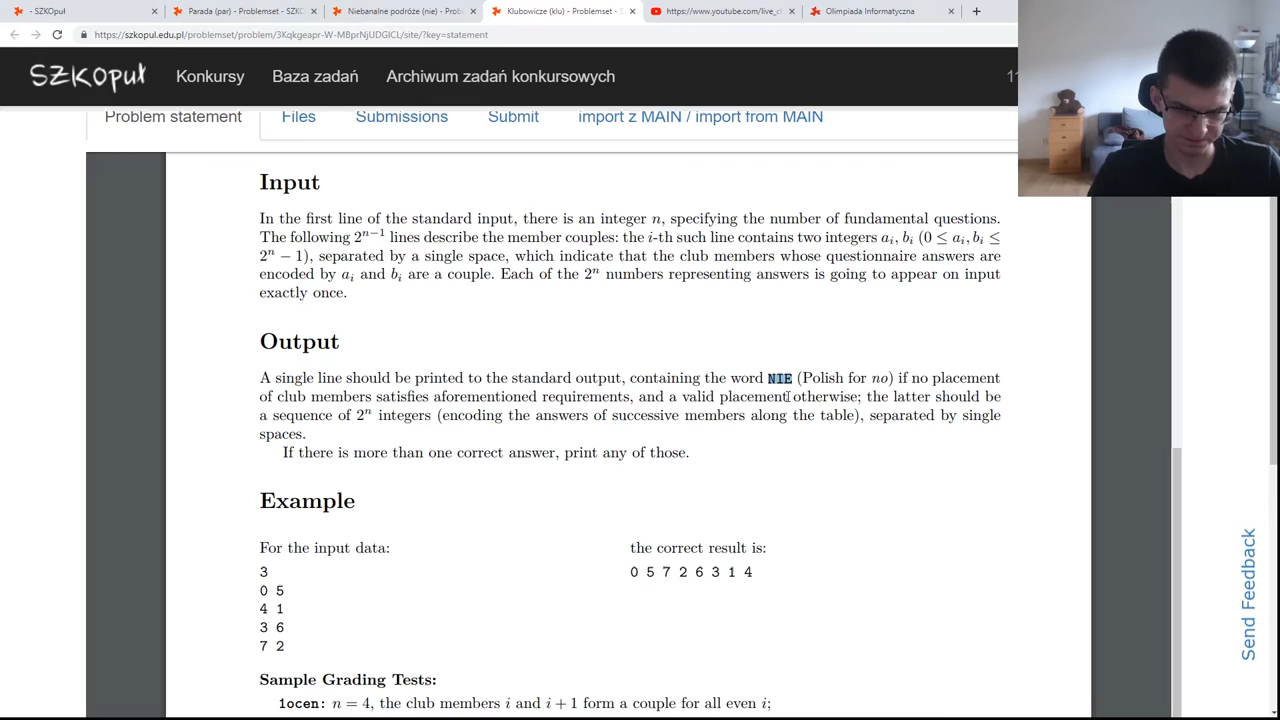 - SZKOpuł
Parada (par) - Problemset - SZKO
Niebanalne podróże (nie) - Prob
Klubowicze (klu) - Problemset - S
https://www.youtube.com/live_c
Olimpiada Informatyczna
https://szkopul.edu.pl/problemset/problem/3Kqkgeapr-W-MBprNjUDGICL/site/?key=statement
SZKOpuł
Konkursy
Baza zadań
Archiwum zadań konkursowych
Problem statement
Files
Submissions
Submit
import z MAIN / import from MAIN
Input
In the first line of the standard input, there is an integer n, specifying the number of fundamental questions.
The following 2^{n−1} lines describe the member couples: the i-th such line contains two integers a_i, b_i (0 ≤ a_i, b_i ≤
2^n − 1), separated by a single space, which indicate that the club members whose questionnaire answers are
encoded by a_i and b_i are a couple. Each of the 2^n numbers representing answers is going to appear on input
exactly once.
Output
A single line should be printed to the standard output, containing the word NIE (Polish for no) if no placement
of club members satisfies aforementioned requirements, and a valid placement otherwise; the latter should be
a sequence of 2^n integers (encoding the answers of successive members along the table), separated by single
spaces.
If there is more than one correct answer, print any of those.
Example
For the input data:
the correct result is:
3
0 5 7 2 6 3 1 4
0 5
4 1
3 6
7 2
Sample Grading Tests:
1ocen: n = 4, the club members i and i + 1 form a couple for all even i;
Send Feedback